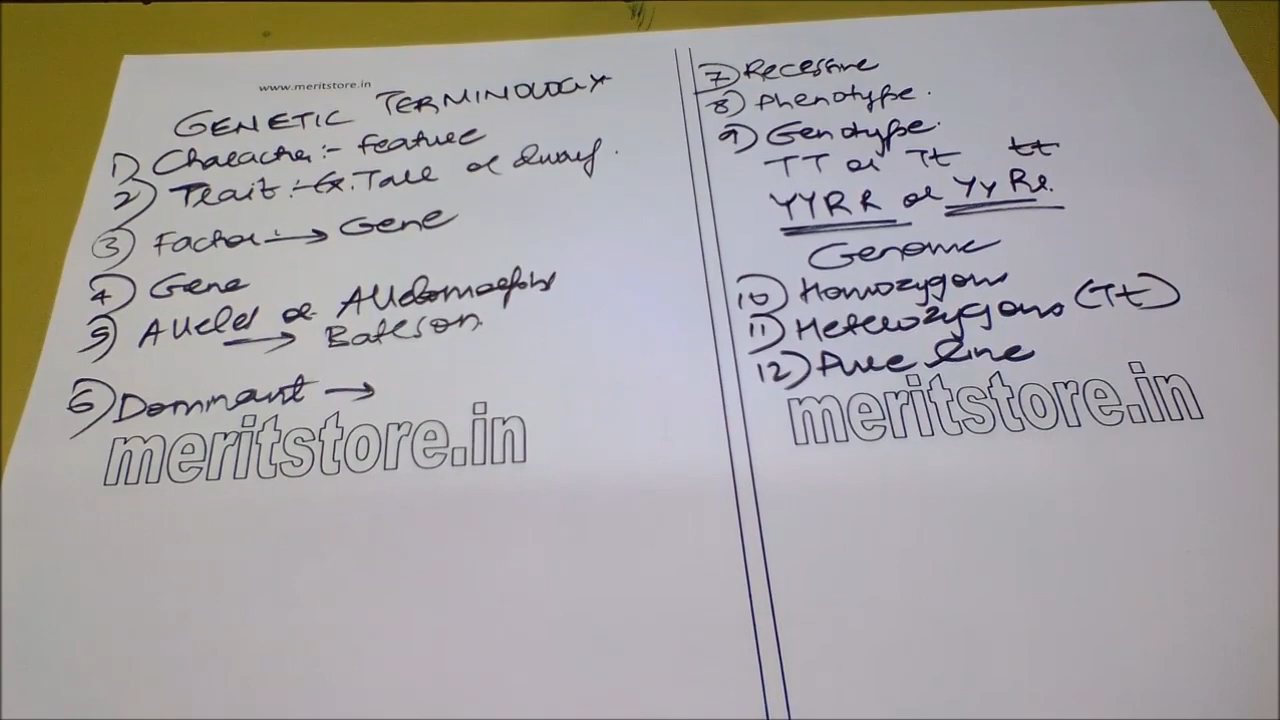 www.meritstore.in
GENETIC TERMINOLOGY
1) Character:- feature
2) Trait:- Ex. Tall or dwarf.
3) Factor:- → Gene
4) Gene
5) Alleles or Allelomorphs
→ Bateson.
6) Dominant →
meritstore.in
7) Recessive
8) Phenotype.
9) Genotype.
TT or Tt tt
YYRR or YyRr.
Genome
10) Homozygous
11) Heterozygous (Tt)
12) Pure line
meritstore.in